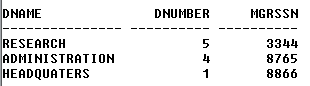 DNAME DNUMBER MGRSSN
--------------- ---------- ----------
RESEARCH 5 3344
ADMINISTRATION 4 8765
HEADQUATERS 1 8866